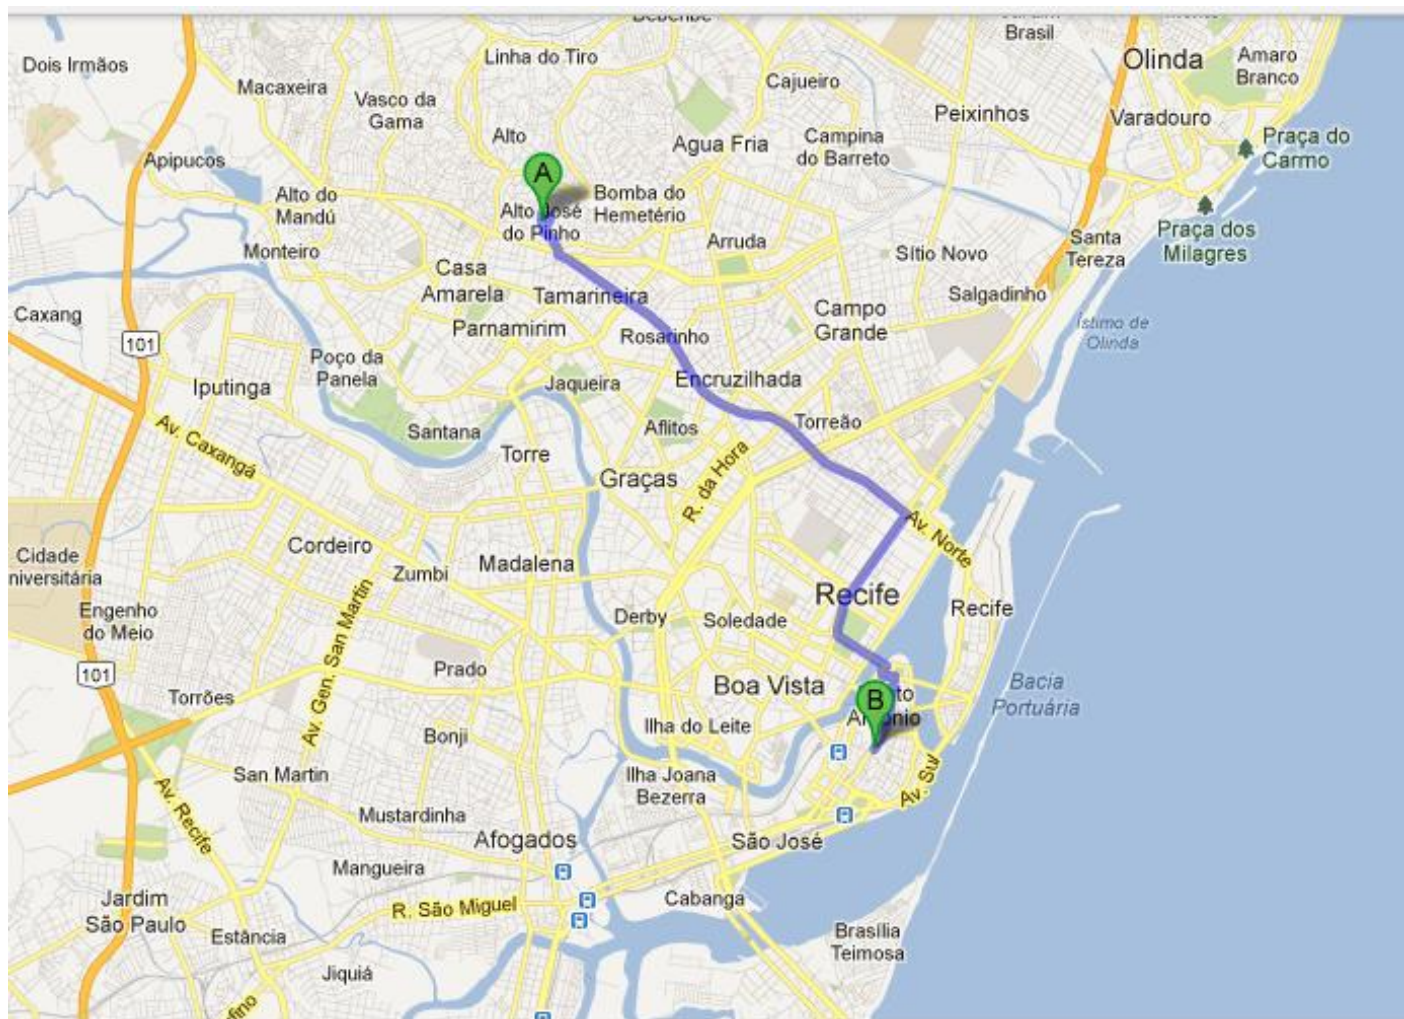 Beberibe
Jardim
Brasil
Olinda
Amaro
Branco
Dois Irmãos
Linha do Tiro
Macaxeira
Cajueiro
Vasco da
Gama
Peixinhos
Varadouro
Alto
Agua Fria
Campina
do Barreto
Praça do
Carmo
Apipucos
A
Alto do
Mandú
Alto José
do Pinho
Bomba do
Hemetério
Praça dos
Milagres
Monteiro
Arruda
Sítio Novo
Santa
Tereza
Casa
Amarela
Tamarineira
Salgadinho
Caxang
Campo
Grande
Parnamirim
Rosarinho
Ístimo de
Olinda
101
Poço da
Panela
Iputinga
Jaqueira
Encruzilhada
Av. Caxangá
Santana
Aflitos
Torreão
Torre
R. da Hora
Graças
Av. Norte
Cidade
niversitária
Cordeiro
Madalena
Zumbi
Recife
Recife
Engenho
do Meio
Derby
Soledade
Av. Gen. San Martin
101
Prado
Torrões
Boa Vista
Bacia
Portuária
B
to
António
Ilha do Leite
Bonji
San Martin
Ilha Joana
Bezerra
Av. Sul
Av. Recife
Mustardinha
Afogados
São José
Mangueira
Jardim
São Paulo
R. São Miguel
Cabanga
Estância
Brasília
Teimosa
Jiquiá
fino